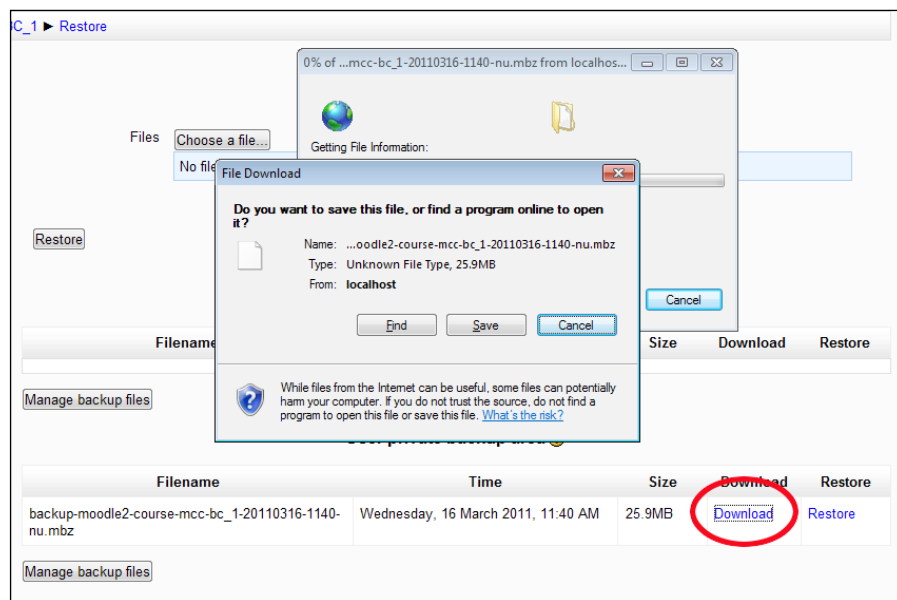 C_1 ► Restore
0% of ...mcc-bc_1-20110316-1140-nu.mbz from localhos...
Files Choose a file...
Getting File Information:
No file
File Download
Do you want to save this file, or find a program online to open
it?
Name: ...oodle2-course-mcc-bc_1-20110316-1140-nu.mbz
Restore
Type: Unknown File Type, 25.9MB
From: localhost
Cancel
Find Save Cancel
Filename Size Download Restore
While files from the Internet can be useful, some files can potentially
Manage backup files
harm your computer. If you do not trust the source, do not find a
program to open this file or save this file. What's the risk?
User private backup area
Filename Time Size Download Restore
backup-moodle2-course-mcc-bc_1-20110316-1140- Wednesday, 16 March 2011, 11:40 AM 25.9MB Download Restore
nu.mbz
Manage backup files